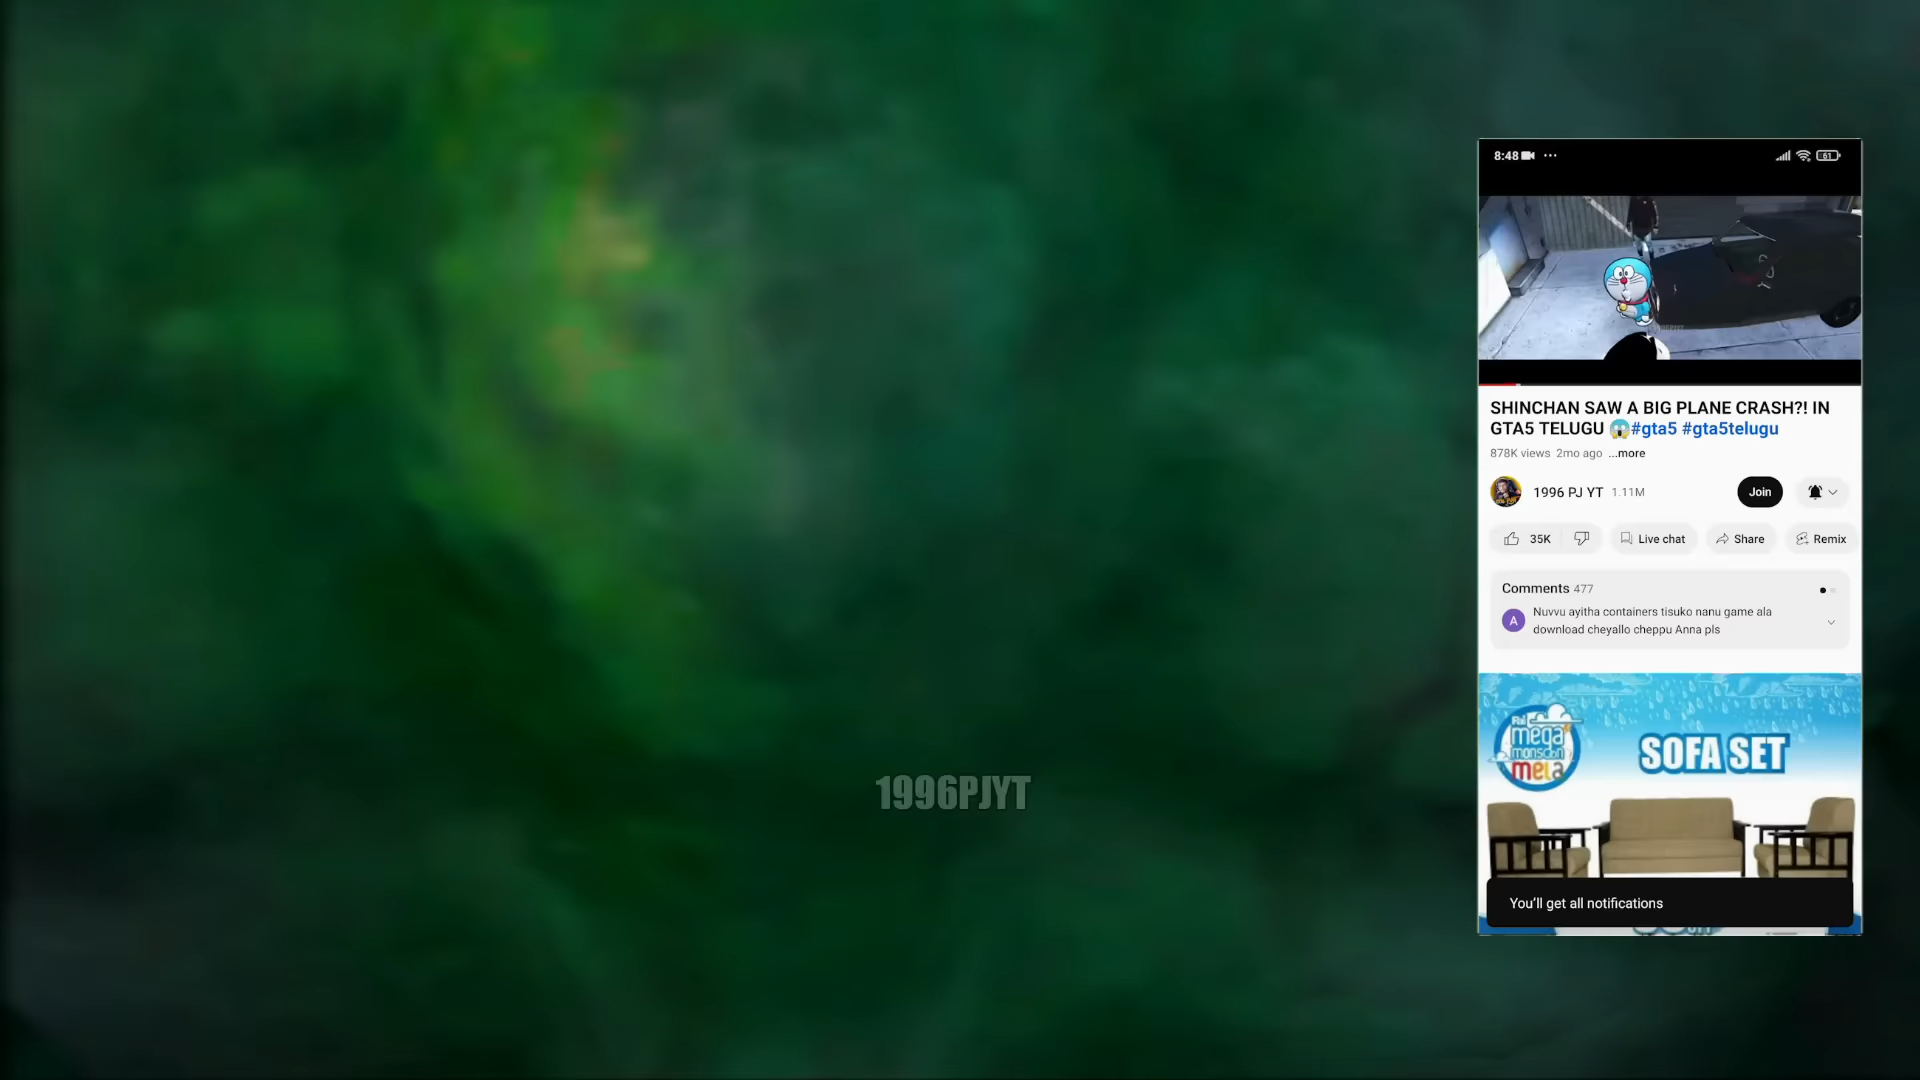 8:48
61
SHINCHAN SAW A BIG PLANE CRASH?! IN
GTA5 TELUGU 😱#gta5 #gta5telugu
878K views 2mo ago ...more
1996 PJ YT 1.11M
Join
35K
Live chat
Share
Remix
Comments 477
A
Nuvvu ayitha containers tisuko nanu game ala
download cheyallo cheppu Anna pls
mega
monsoon
mela
SOFA SET
You'll get all notifications
1996PJYT